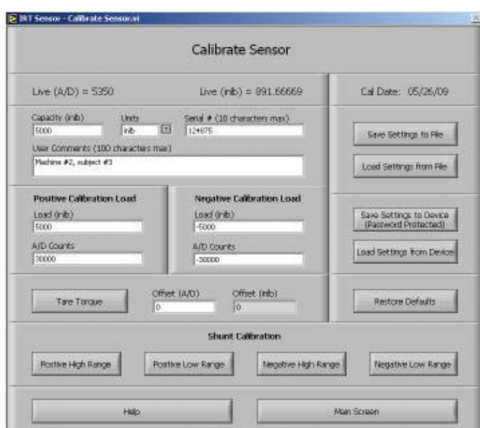 IRT Sensor - Calibrate Sensor.vi
Calibrate Sensor
Live (A/D) = 5350
Live (inlb) = 891.66669
Cal Date: 05/26/09
Capacity (inlb)
Units
Serial # (10 characters max)
5000
inlb
Save Settings to File
User Comments (100 characters max)
Machine #2, subject #3
Load Settings from File
Positive Calibration Load
Negative Calibration Load
Load (inlb)
Load (inlb)
5000
-5000
Save Settings to Device
(Password Protected)
A/D Counts
A/D Counts
30000
-30000
Load Settings from Device
Tare Torque
Offset (A/D)
Offset (inlb)
0
0
Restore Defaults
Shunt Calibration
Positive High Range
Positive Low Range
Negative High Range
Negative Low Range
Help
Main Screen